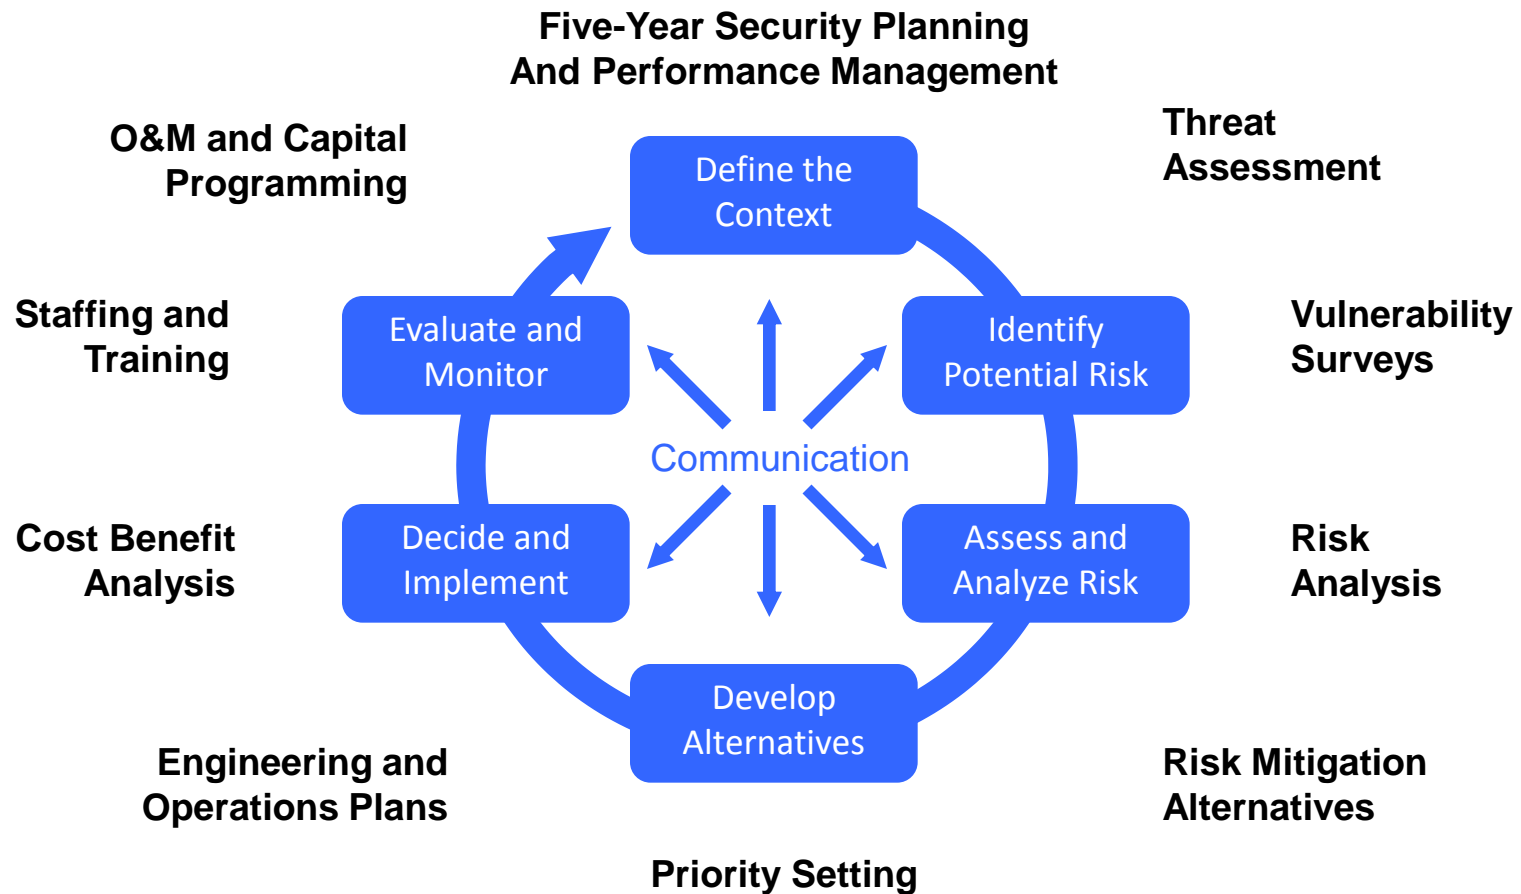 Five-Year Security Planning
And Performance Management
O&M and Capital
Programming
Threat
Assessment
Define the
Context
Staffing and
Training
Evaluate and
Monitor
Identify
Potential Risk
Vulnerability
Surveys
Communication
Cost Benefit
Analysis
Decide and
Implement
Assess and
Analyze Risk
Risk
Analysis
Develop
Alternatives
Engineering and
Operations Plans
Risk Mitigation
Alternatives
Priority Setting